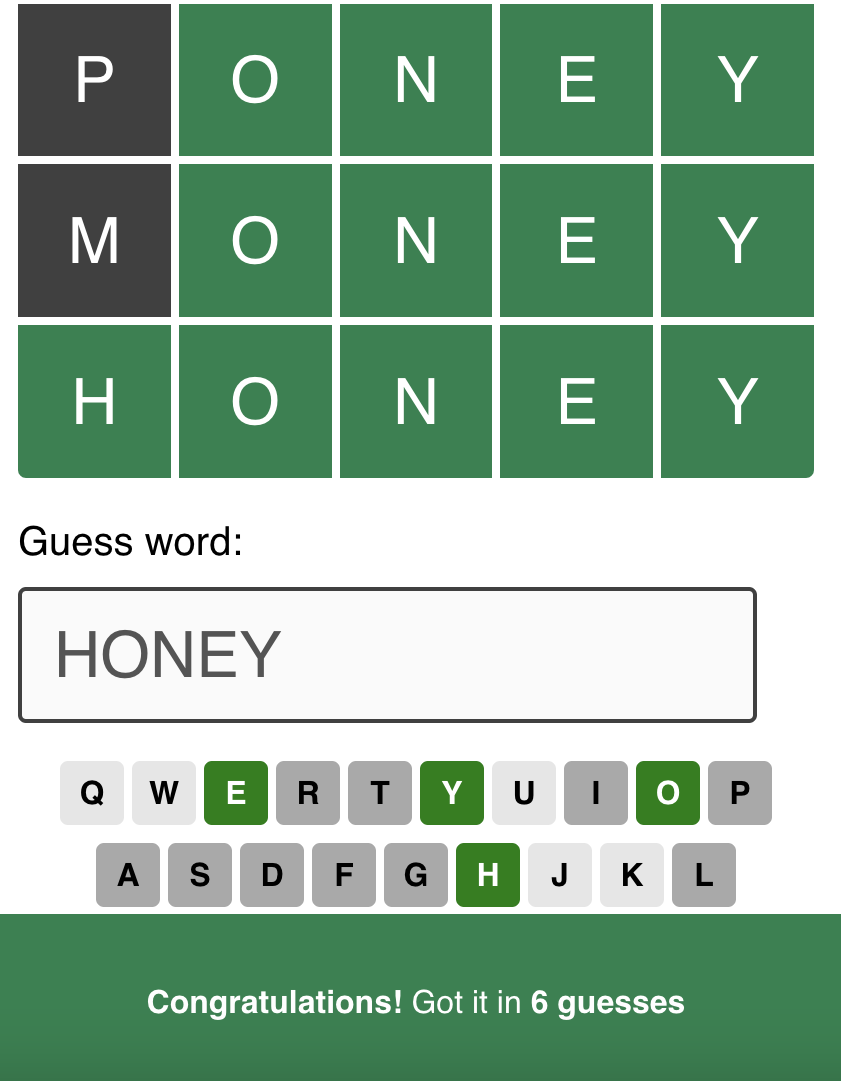 P O N E Y
M O N E Y
H O N E Y
Guess word:
HONEY
Q W E R T Y U I O P
A S D F G H J K L
Congratulations! Got it in 6 guesses